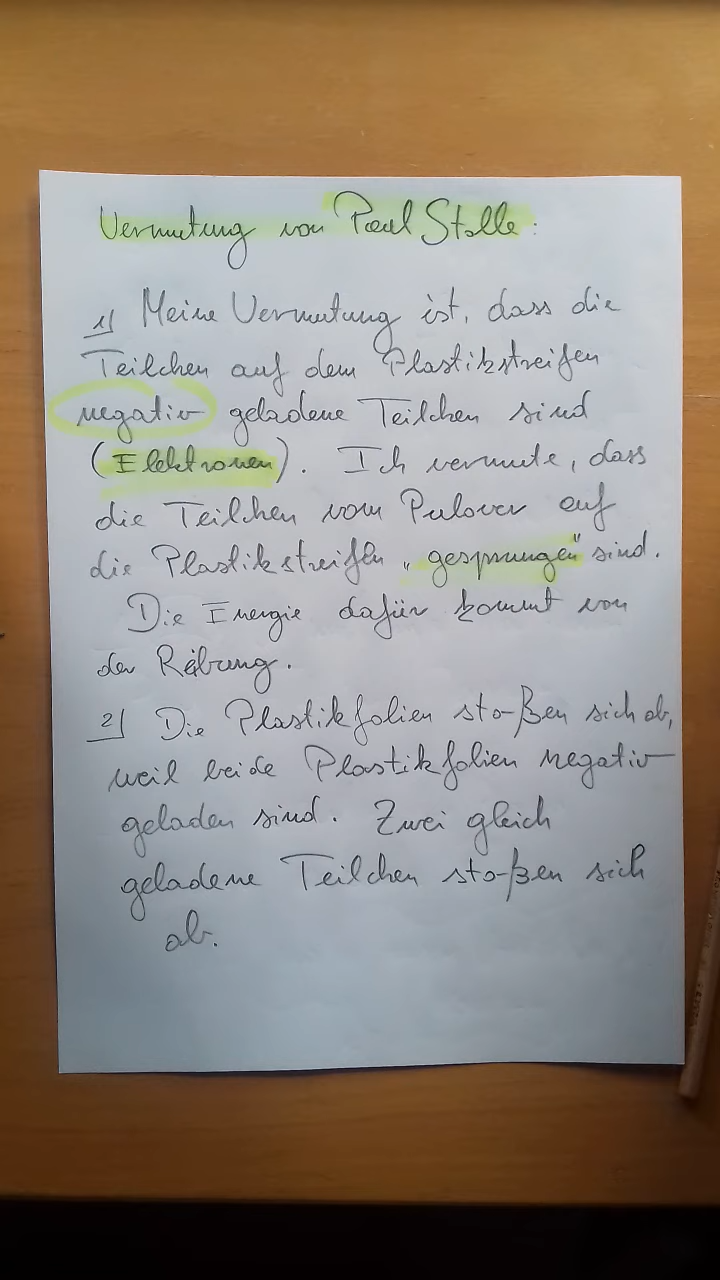 Vermutung von Paul Stolle:
1) Meine Vermutung ist, dass die
Teilchen auf dem Plastikstreifen
negativ geladene Teilchen sind
(Elektronen). Ich vermute, dass
die Teilchen vom Pulover auf
die Plastikstreifen „gesprungen" sind.
Die Energie dafür kommt von
der Reibung.
2) Die Plastikfolien stoßen sich ab,
weil beide Plastikfolien negativ
geladen sind. Zwei gleich
geladene Teilchen stoßen sich
ab.